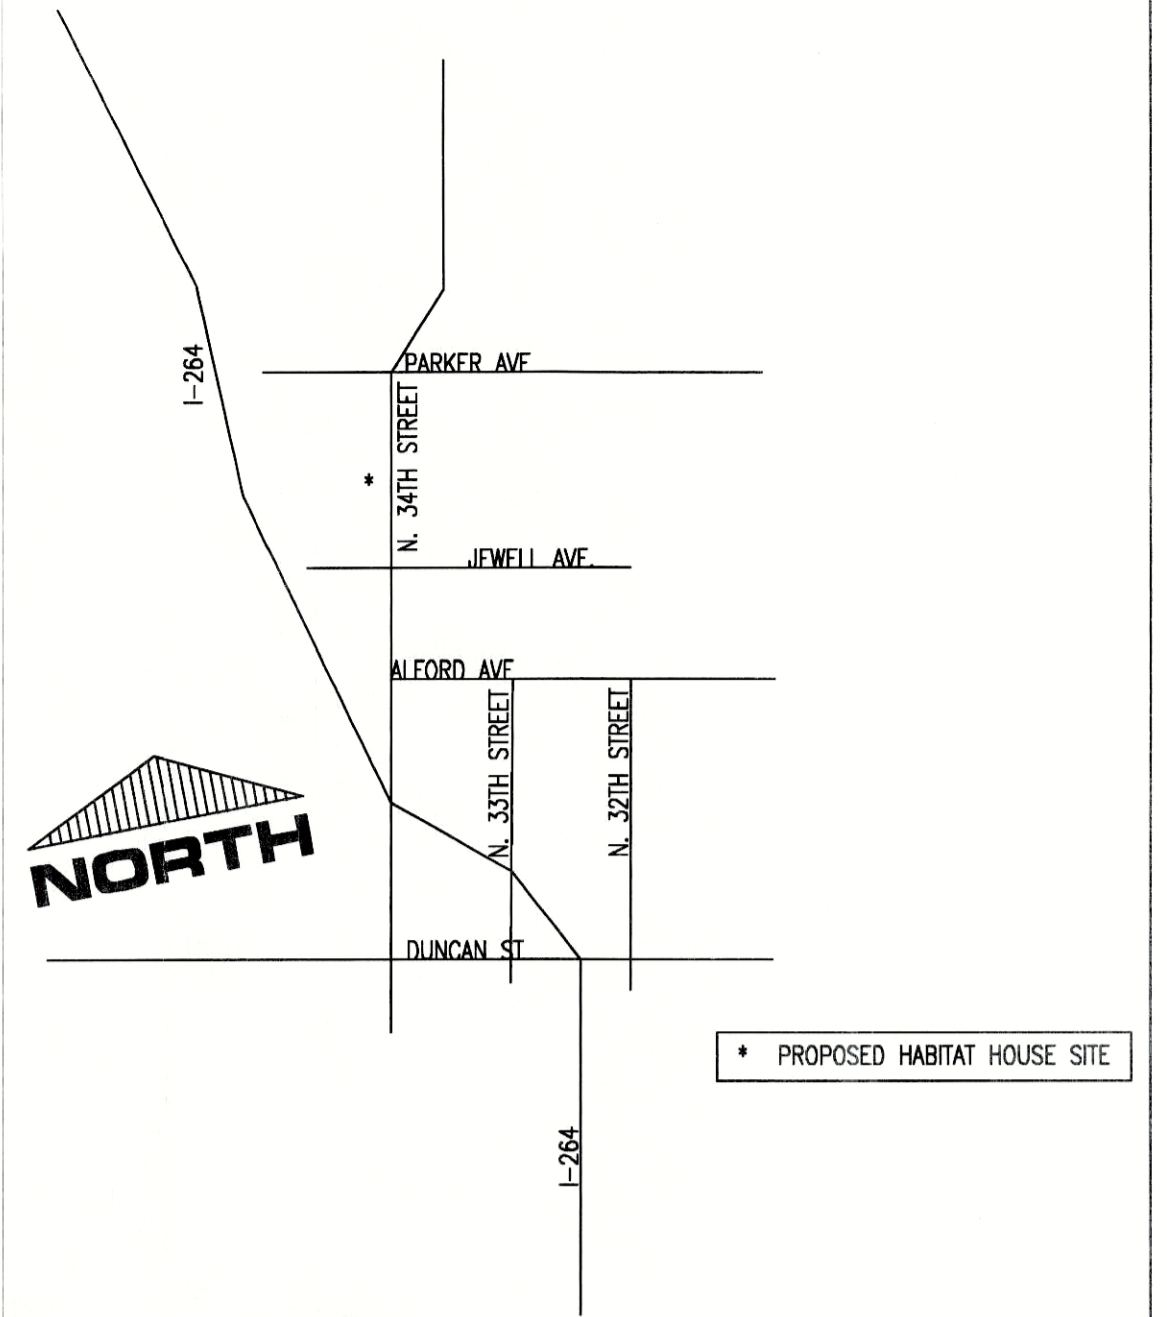 I-264
PARKER AVE
N. 34TH STREET
*
JEWELL AVE.
ALFORD AVE
N. 33TH STREET
N. 32TH STREET
NORTH
DUNCAN ST
* PROPOSED HABITAT HOUSE SITE
I-264